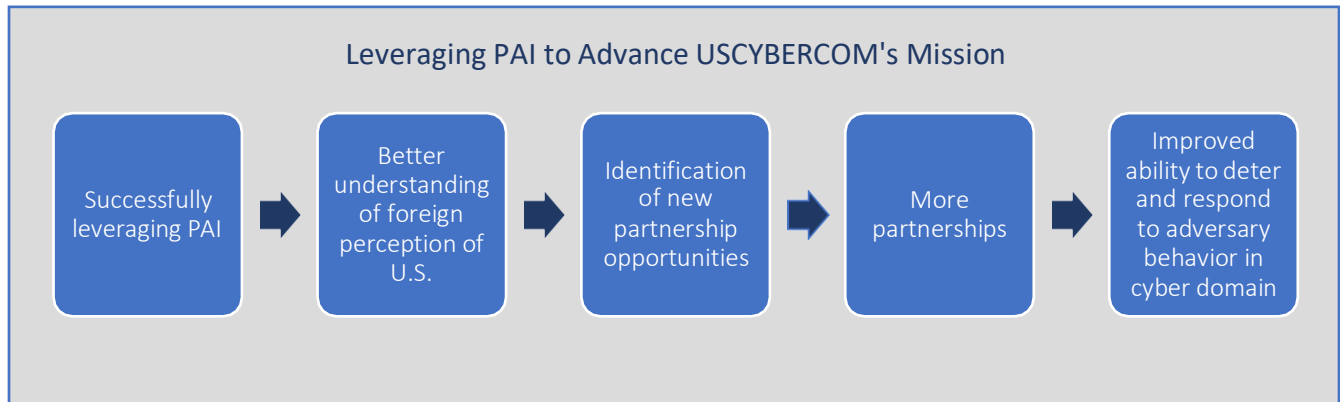 Leveraging PAI to Advance USCYBERCOM's Mission
Successfully
leveraging PAI
Better
understanding
of foreign
perception of
U.S.
Identification
of new
partnership
opportunities
More
partnerships
Improved
ability to deter
and respond
to adversary
behavior in
cyber domain